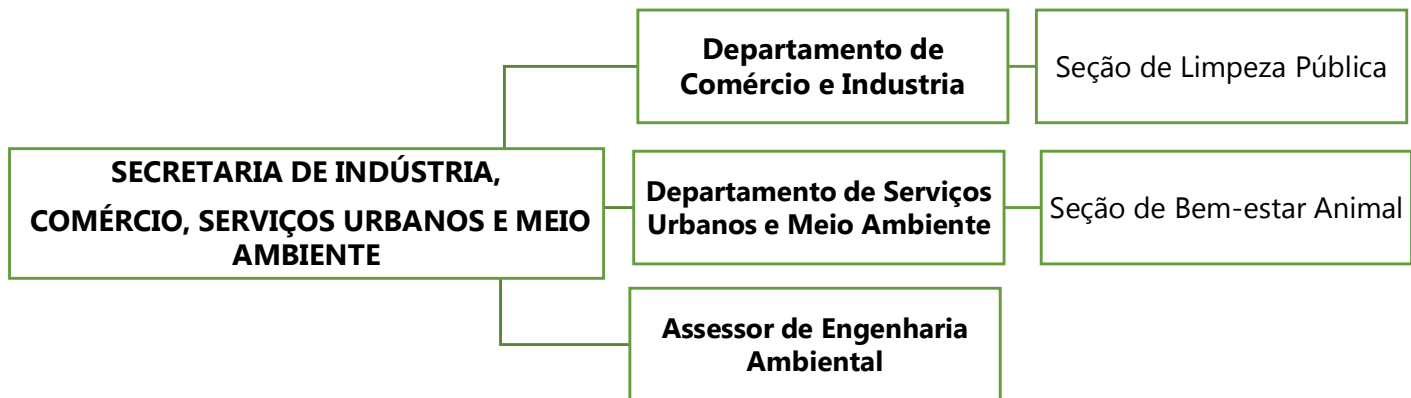 Departamento de
Comércio e Industria
Seção de Limpeza Pública
SECRETARIA DE INDÚSTRIA,
COMÉRCIO, SERVIÇOS URBANOS E MEIO
AMBIENTE
Departamento de Serviços
Urbanos e Meio Ambiente
Seção de Bem-estar Animal
Assessor de Engenharia
Ambiental